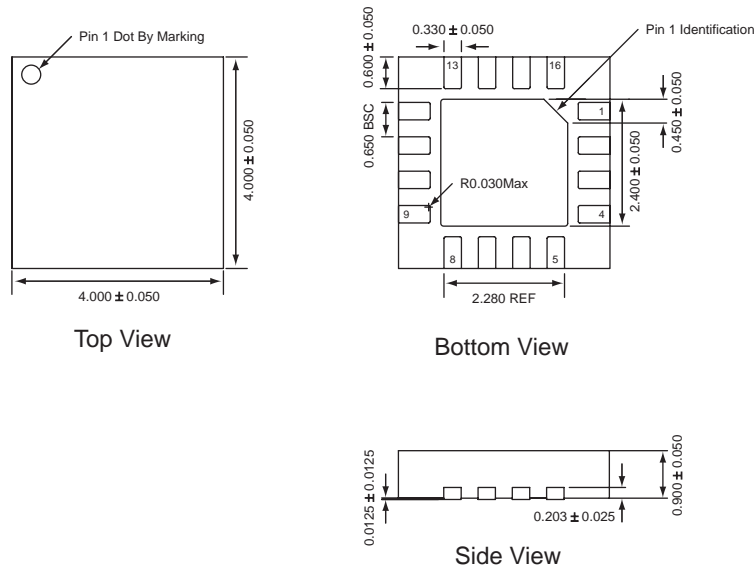 Pin 1 Dot By Marking
4.000 ± 0.050
4.000 ± 0.050
Top View
0.330 ± 0.050
0.600 ± 0.050
Pin 1 Identification
13
16
1
0.450 ± 0.050
0.650 BSC
2.400 ± 0.050
R0.030Max
9
4
8
5
2.280 REF
Bottom View
0.0125 ± 0.0125
0.900 ± 0.050
0.203 ± 0.025
Side View